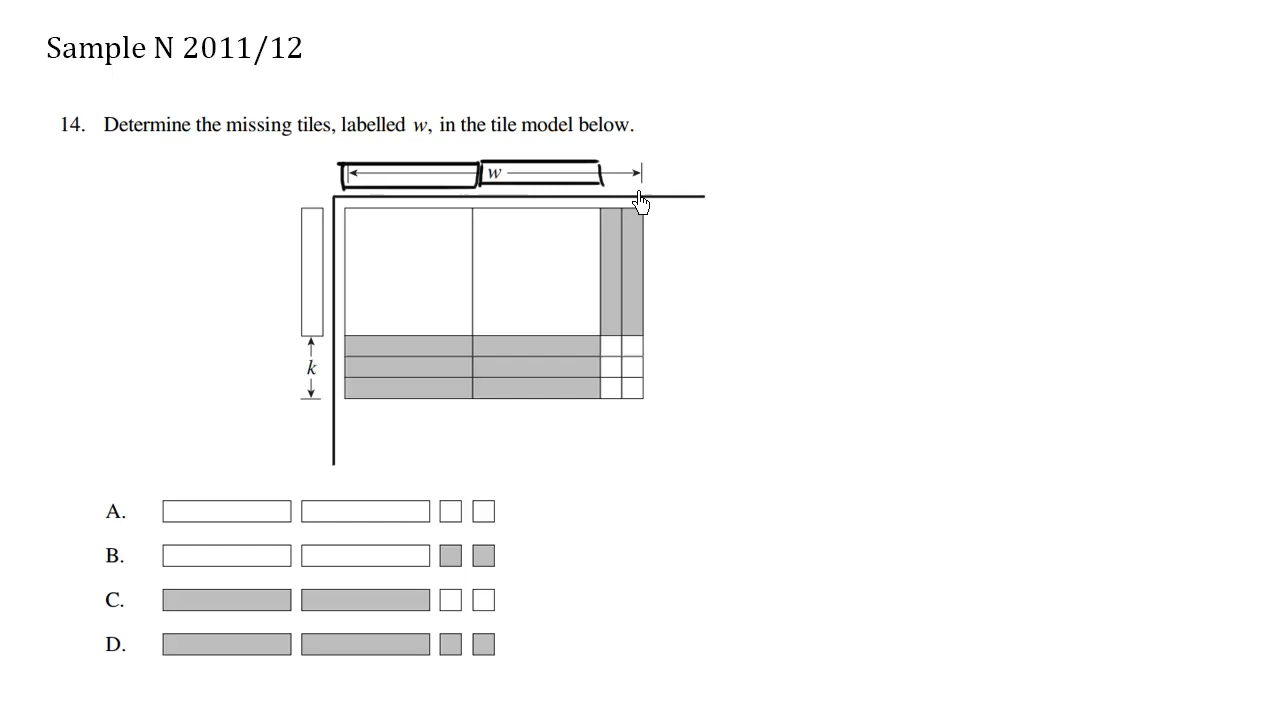 Sample N 2011/12
14. Determine the missing tiles, labelled w, in the tile model below.
w
k
A.
B.
C.
D.